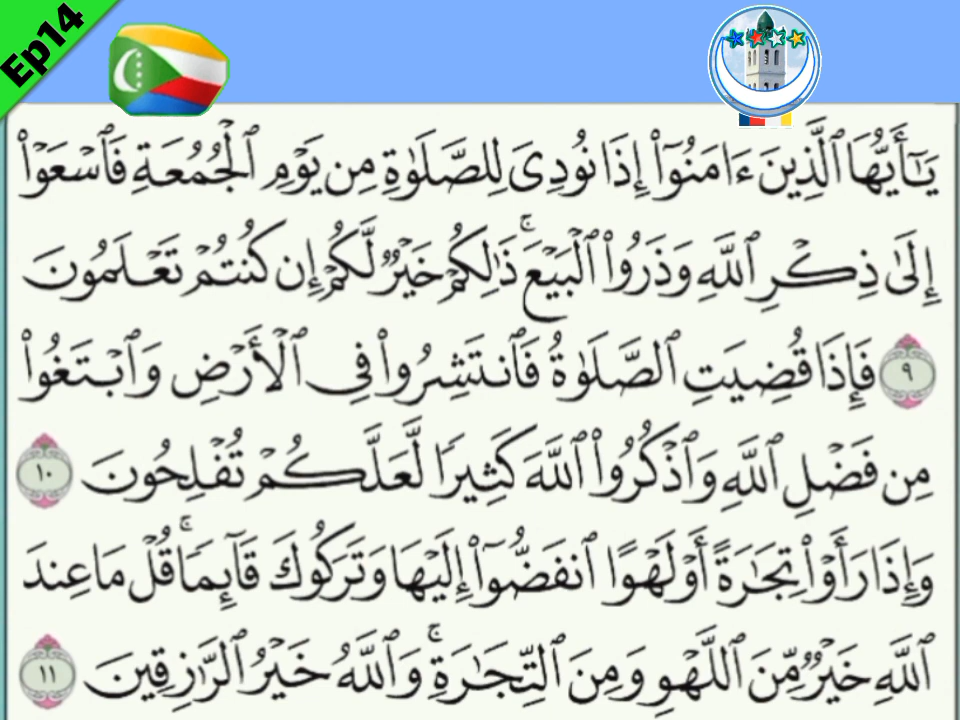 Ep14
يَـٰٓأَيُّهَا ٱلَّذِينَ ءَامَنُوٓا۟ إِذَا نُودِىَ لِلصَّلَوٰةِ مِن يَوْمِ ٱلْجُمُعَةِ فَٱسْعَوْا۟
إِلَىٰ ذِكْرِ ٱللَّهِ وَذَرُوا۟ ٱلْبَيْعَ ۚ ذَٰلِكُمْ خَيْرٌ لَّكُمْ إِن كُنتُمْ تَعْلَمُونَ
٩ فَإِذَا قُضِيَتِ ٱلصَّلَوٰةُ فَٱنتَشِرُوا۟ فِى ٱلْأَرْضِ وَٱبْتَغُوا۟
مِن فَضْلِ ٱللَّهِ وَٱذْكُرُوا۟ ٱللَّهَ كَثِيرًا لَّعَلَّكُمْ تُفْلِحُونَ ١٠
وَإِذَا رَأَوْا۟ تِجَـٰرَةً أَوْ لَهْوًا ٱنفَضُّوٓا۟ إِلَيْهَا وَتَرَكُوكَ قَآئِمًا ۚ قُلْ مَا عِندَ
ٱللَّهِ خَيْرٌ مِّنَ ٱللَّهْوِ وَمِنَ ٱلتِّجَـٰرَةِ ۚ وَٱللَّهُ خَيْرُ ٱلرَّٰزِقِينَ ١١